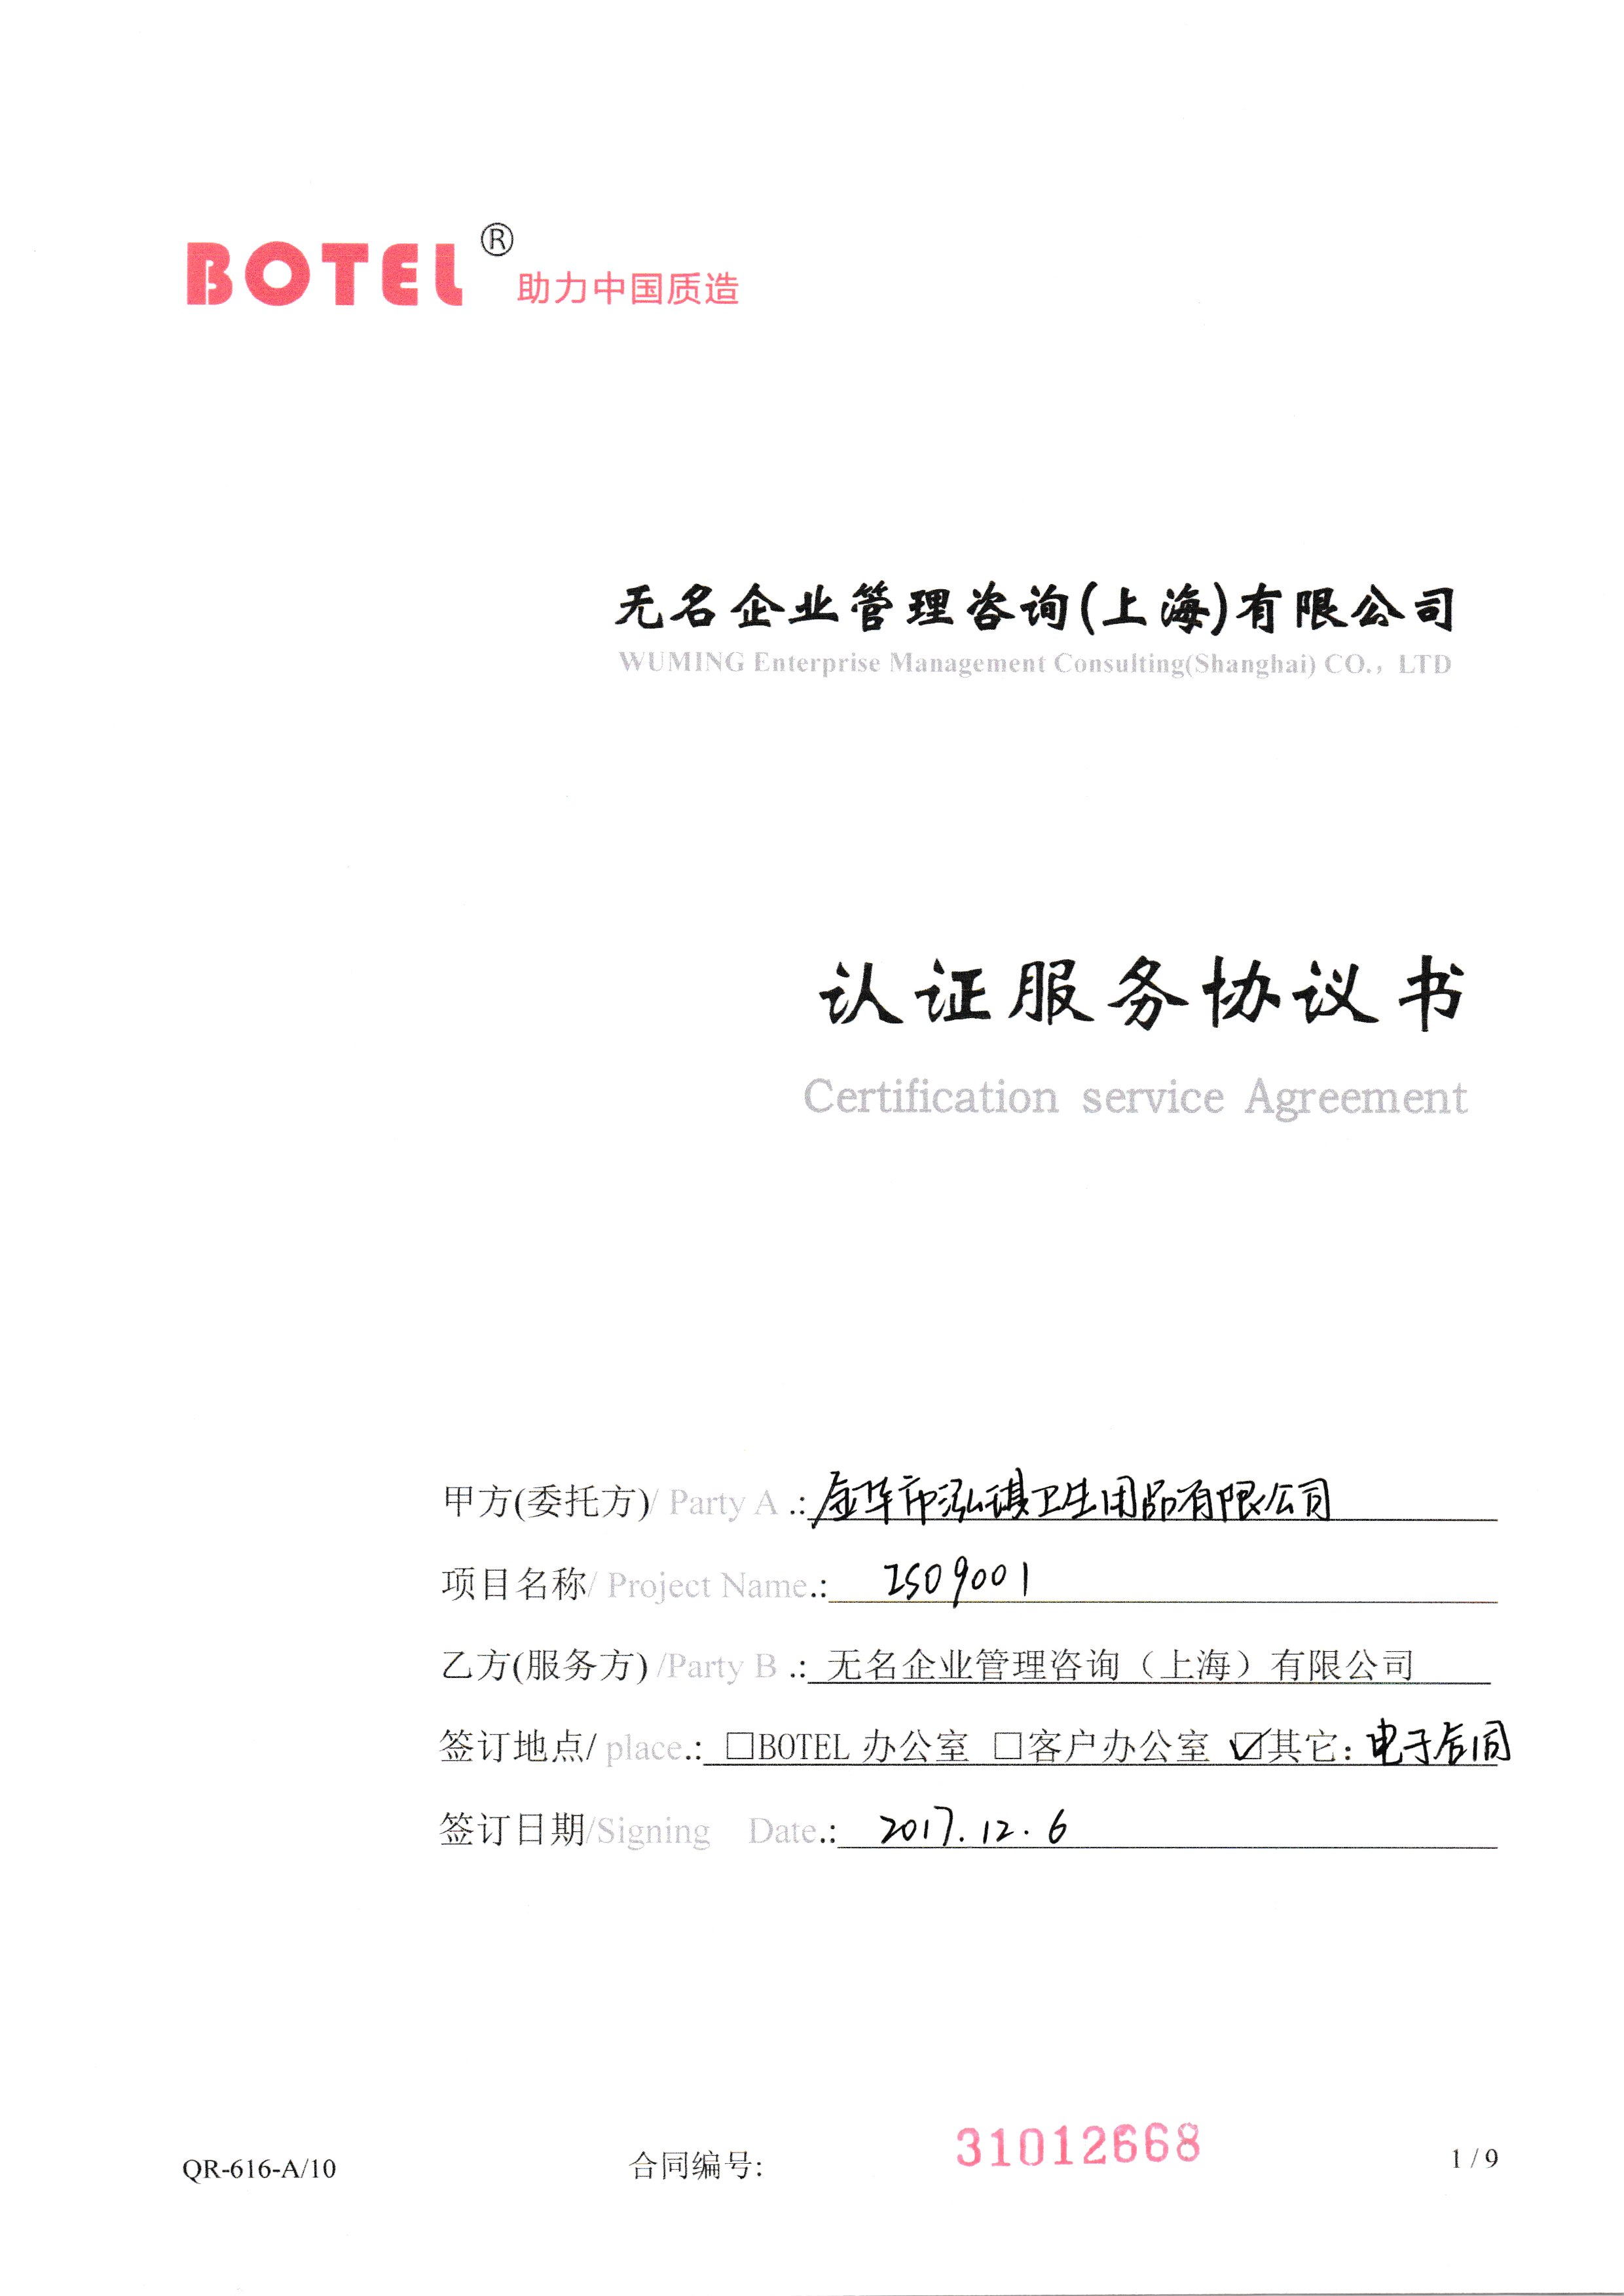 BOTEL® 助力中国质造
无名企业管理咨询(上海)有限公司
WUMING Enterprise Management Consulting(Shanghai) CO.，LTD
认证服务协议书
Certification service Agreement
甲方(委托方)/ Party A .: 金华市泓祺卫生用品有限公司
项目名称/ Project Name.: ISO9001
乙方(服务方) /Party B .: 无名企业管理咨询（上海）有限公司
签订地点/ place.: □BOTEL 办公室 □客户办公室 ☑其它：电子合同
签订日期/Signing Date.: 2017.12.6
QR-616-A/10 合同编号: 31012668 1 / 9